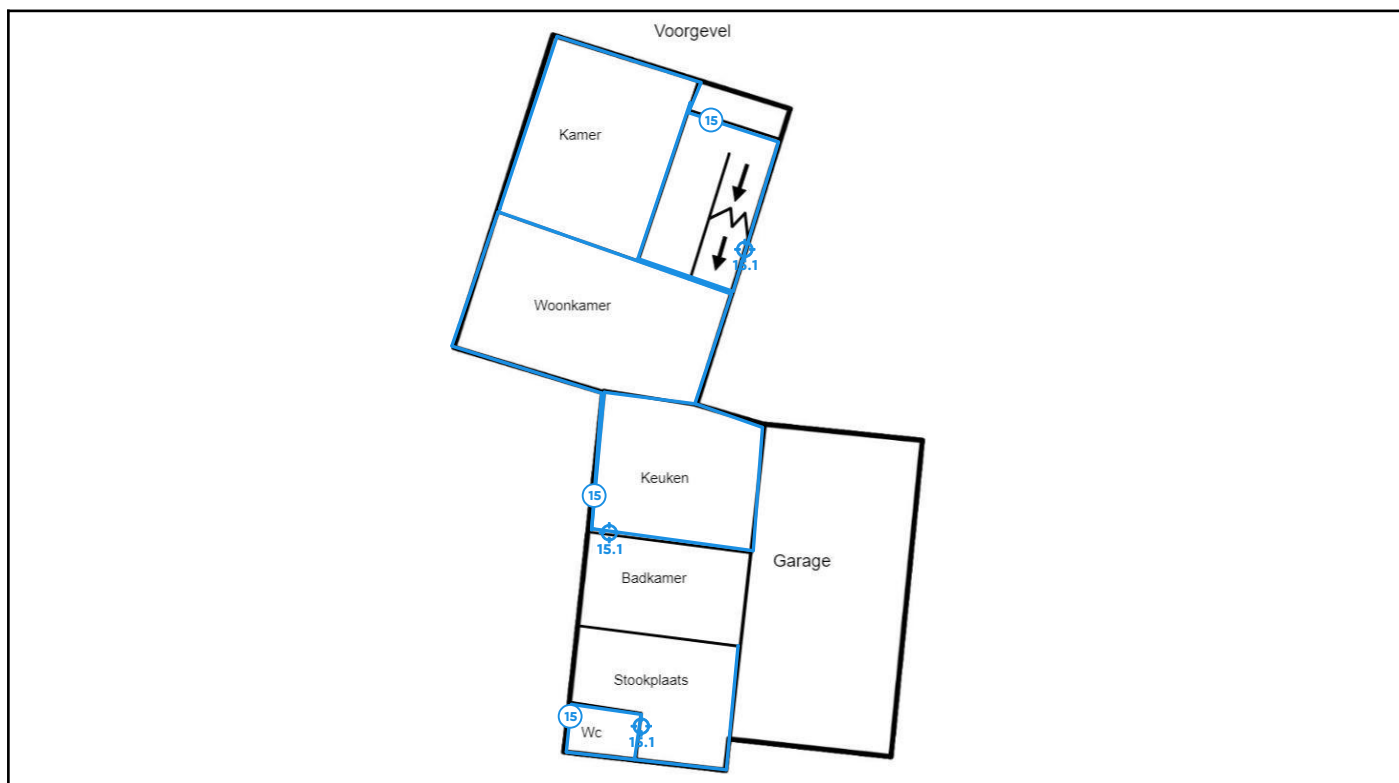 Voorgevel
15
Kamer
15.1
Woonkamer
Keuken
15
15.1
Garage
Badkamer
Stookplaats
15
Wc
15.1